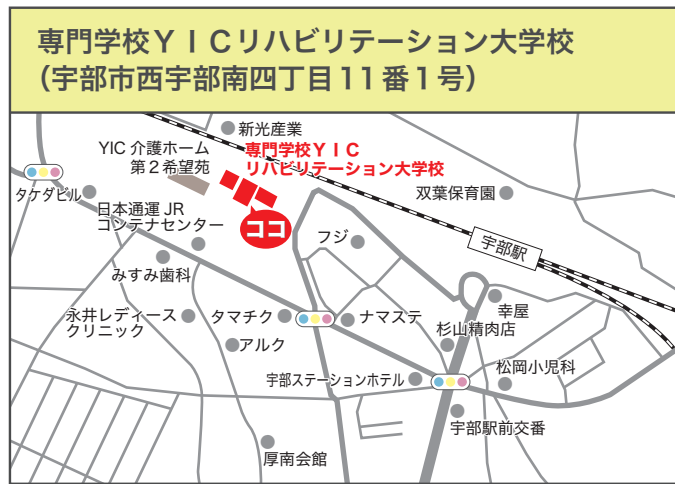 専門学校ＹＩＣリハビリテーション大学校
（宇部市西宇部南四丁目11番1号）
新光産業
YIC 介護ホーム
第２希望苑
専門学校ＹＩＣ
リハビリテーション大学校
タケダビル
双葉保育園
日本通運 JR
コンテナセンター
ココ
フジ
宇部駅
みすみ歯科
幸屋
永井レディース
クリニック
タマチク
ナマステ
杉山精肉店
アルク
宇部ステーションホテル
松岡小児科
宇部駅前交番
厚南会館